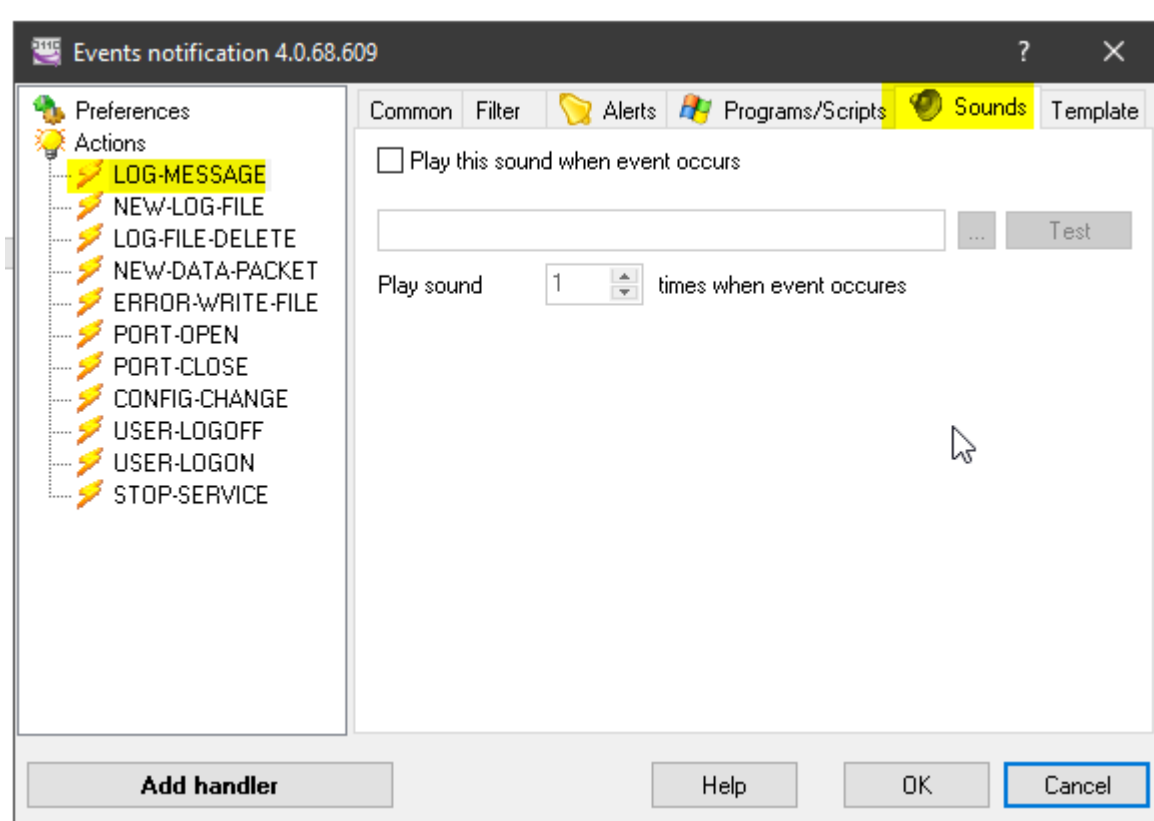 Events notification 4.0.68.609
?
Preferences
Actions
LOG-MESSAGE
NEW-LOG-FILE
LOG-FILE-DELETE
NEW-DATA-PACKET
ERROR-WRITE-FILE
PORT-OPEN
PORT-CLOSE
CONFIG-CHANGE
USER-LOGOFF
USER-LOGON
STOP-SERVICE
Common Filter Alerts Programs/Scripts Sounds Template
Play this sound when event occurs
... Test
Play sound 1 times when event occures
Add handler Help OK Cancel